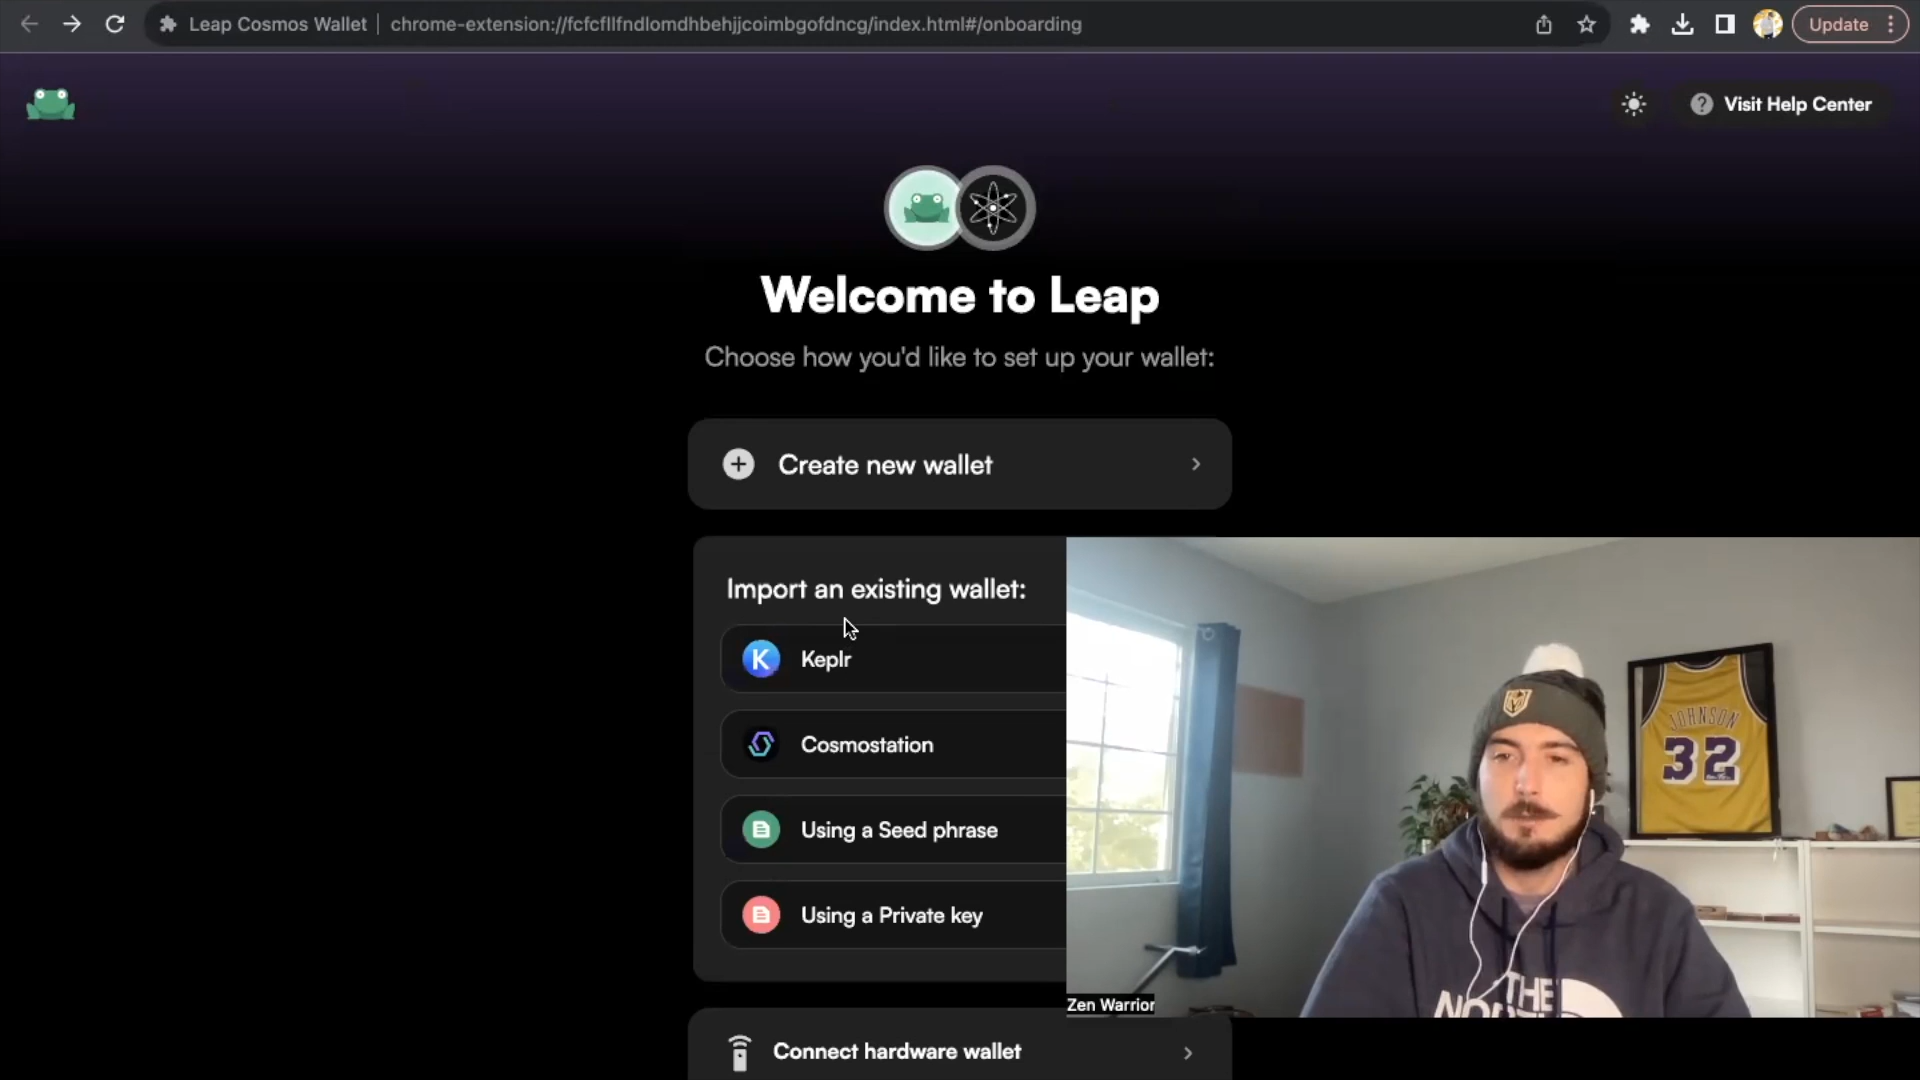 Leap Cosmos Wallet | chrome-extension://fcfcfllfndlomdhbehjjcoimbgofdncg/index.html#/onboarding
Update
Visit Help Center
Welcome to Leap
Choose how you'd like to set up your wallet:
Create new wallet
Import an existing wallet:
K
Keplr
Cosmostation
Using a Seed phrase
Using a Private key
Connect hardware wallet
JOHNSON
32
THE
Zen Warrior